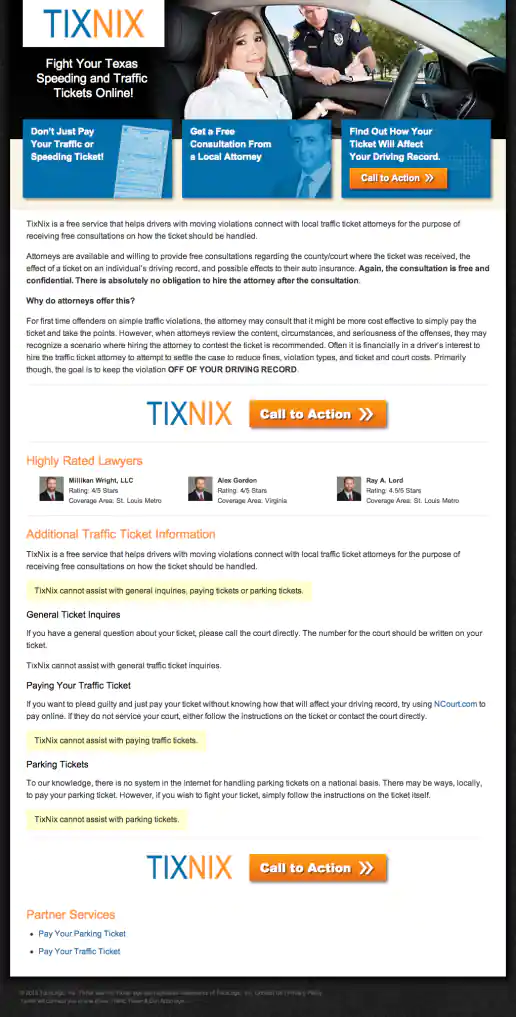 TIXNIX
Fight Your Texas
Speeding and Traffic
Tickets Online!
Don't Just Pay
Your Traffic or
Speeding Ticket!
Get a Free
Consultation From
a Local Attorney
Find Out How Your
Ticket Will Affect
Your Driving Record.
Call to Action
TixNix is a free service that helps drivers with moving violations connect with local traffic ticket attorneys for the purpose of
receiving free consultations on how the ticket should be handled.
Attorneys are available and willing to provide free consultations regarding the county/court where the ticket was received, the
effect of a ticket on an individual's driving record, and possible effects to their auto insurance. Again, the consultation is free and
confidential. There is absolutely no obligation to hire the attorney after the consultation.
Why do attorneys offer this?
For first time offenders on simple traffic violations, the attorney may consult that it might be more cost effective to simply pay the
ticket and take the points. However, when attorneys review the content, circumstances, and seriousness of the offenses, they may
recognize a scenario where hiring the attorney to contest the ticket is recommended. Often it is financially in a driver's interest to
hire the traffic ticket attorney to attempt to settle the case to reduce fines, violation types, and ticket and court costs. Primarily
though, the goal is to keep the violation OFF OF YOUR DRIVING RECORD.
TIXNIX Call to Action
Highly Rated Lawyers
Millikan Wright, LLC
Rating: 4/5 Stars
Coverage Area: St. Louis Metro
Alex Gordon
Rating: 4/5 Stars
Coverage Area: Virginia
Ray A. Lord
Rating: 4.5/5 Stars
Coverage Area: St. Louis Metro
Additional Traffic Ticket Information
TixNix is a free service that helps drivers with moving violations connect with local traffic ticket attorneys for the purpose of
receiving free consultations on how the ticket should be handled.
TixNix cannot assist with general inquiries, paying tickets or parking tickets.
General Ticket Inquires
If you have a general question about your ticket, please call the court directly. The number for the court should be written on your
ticket.
TixNix cannot assist with general traffic ticket inquiries.
Paying Your Traffic Ticket
If you want to plead guilty and just pay your ticket without knowing how that will affect your driving record, try using NCourt.com to
pay online. If they do not service your court, either follow the instructions on the ticket or contact the court directly.
TixNix cannot assist with paying traffic tickets.
Parking Tickets
To our knowledge, there is no system in the internet for handling parking tickets on a national basis. There may be ways, locally,
to pay your parking ticket. However, if you wish to fight your ticket, simply follow the instructions on the ticket itself.
TixNix cannot assist with parking tickets.
TIXNIX Call to Action
Partner Services
• Pay Your Parking Ticket
• Pay Your Traffic Ticket